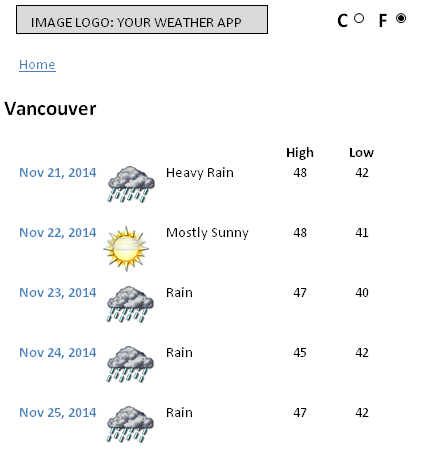 IMAGE LOGO: YOUR WEATHER APP C F
Home
Vancouver
High Low
Nov 21, 2014 Heavy Rain 48 42
Nov 22, 2014 Mostly Sunny 48 41
Nov 23, 2014 Rain 47 40
Nov 24, 2014 Rain 45 42
Nov 25, 2014 Rain 47 42